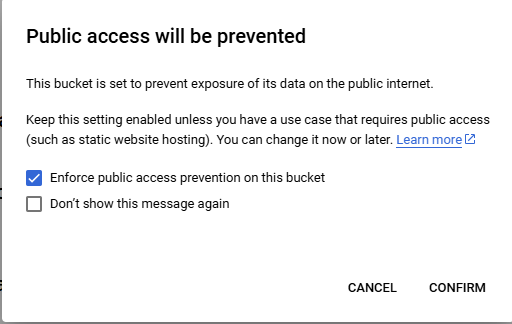 Public access will be prevented
This bucket is set to prevent exposure of its data on the public internet.
Keep this setting enabled unless you have a use case that requires public access
(such as static website hosting). You can change it now or later. Learn more
Enforce public access prevention on this bucket
Don’t show this message again
CANCEL CONFIRM